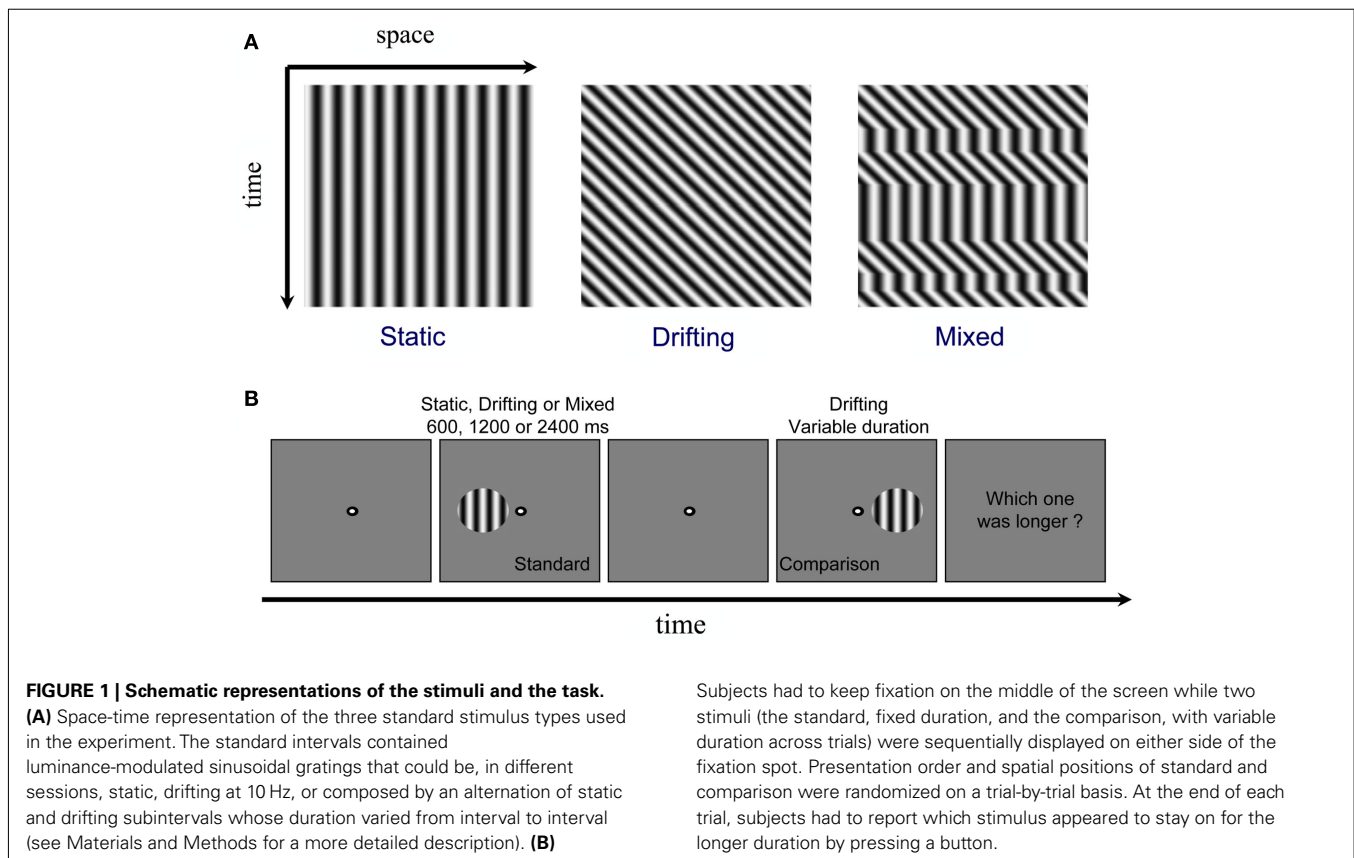 A
space
time
Static
Drifting
Mixed
B
Static, Drifting or Mixed
600, 1200 or 2400 ms
Drifting
Variable duration
Standard
Comparison
Which one
was longer ?
time
FIGURE 1 | Schematic representations of the stimuli and the task.
(A) Space-time representation of the three standard stimulus types used
in the experiment. The standard intervals contained
luminance-modulated sinusoidal gratings that could be, in different
sessions, static, drifting at 10 Hz, or composed by an alternation of static
and drifting subintervals whose duration varied from interval to interval
(see Materials and Methods for a more detailed description). (B)
Subjects had to keep fixation on the middle of the screen while two
stimuli (the standard, fixed duration, and the comparison, with variable
duration across trials) were sequentially displayed on either side of the
fixation spot. Presentation order and spatial positions of standard and
comparison were randomized on a trial-by-trial basis. At the end of each
trial, subjects had to report which stimulus appeared to stay on for the
longer duration by pressing a button.